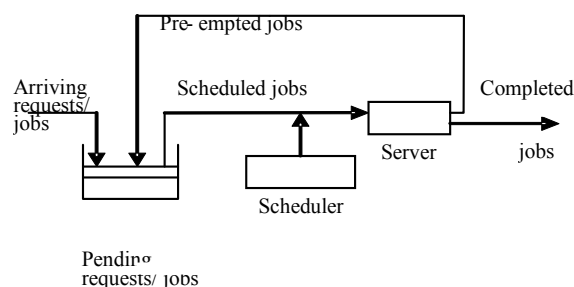 Pre- empted jobs
Arriving
requests/
jobs
Scheduled jobs
Completed
jobs
Server
Scheduler
Pending
requests/ jobs